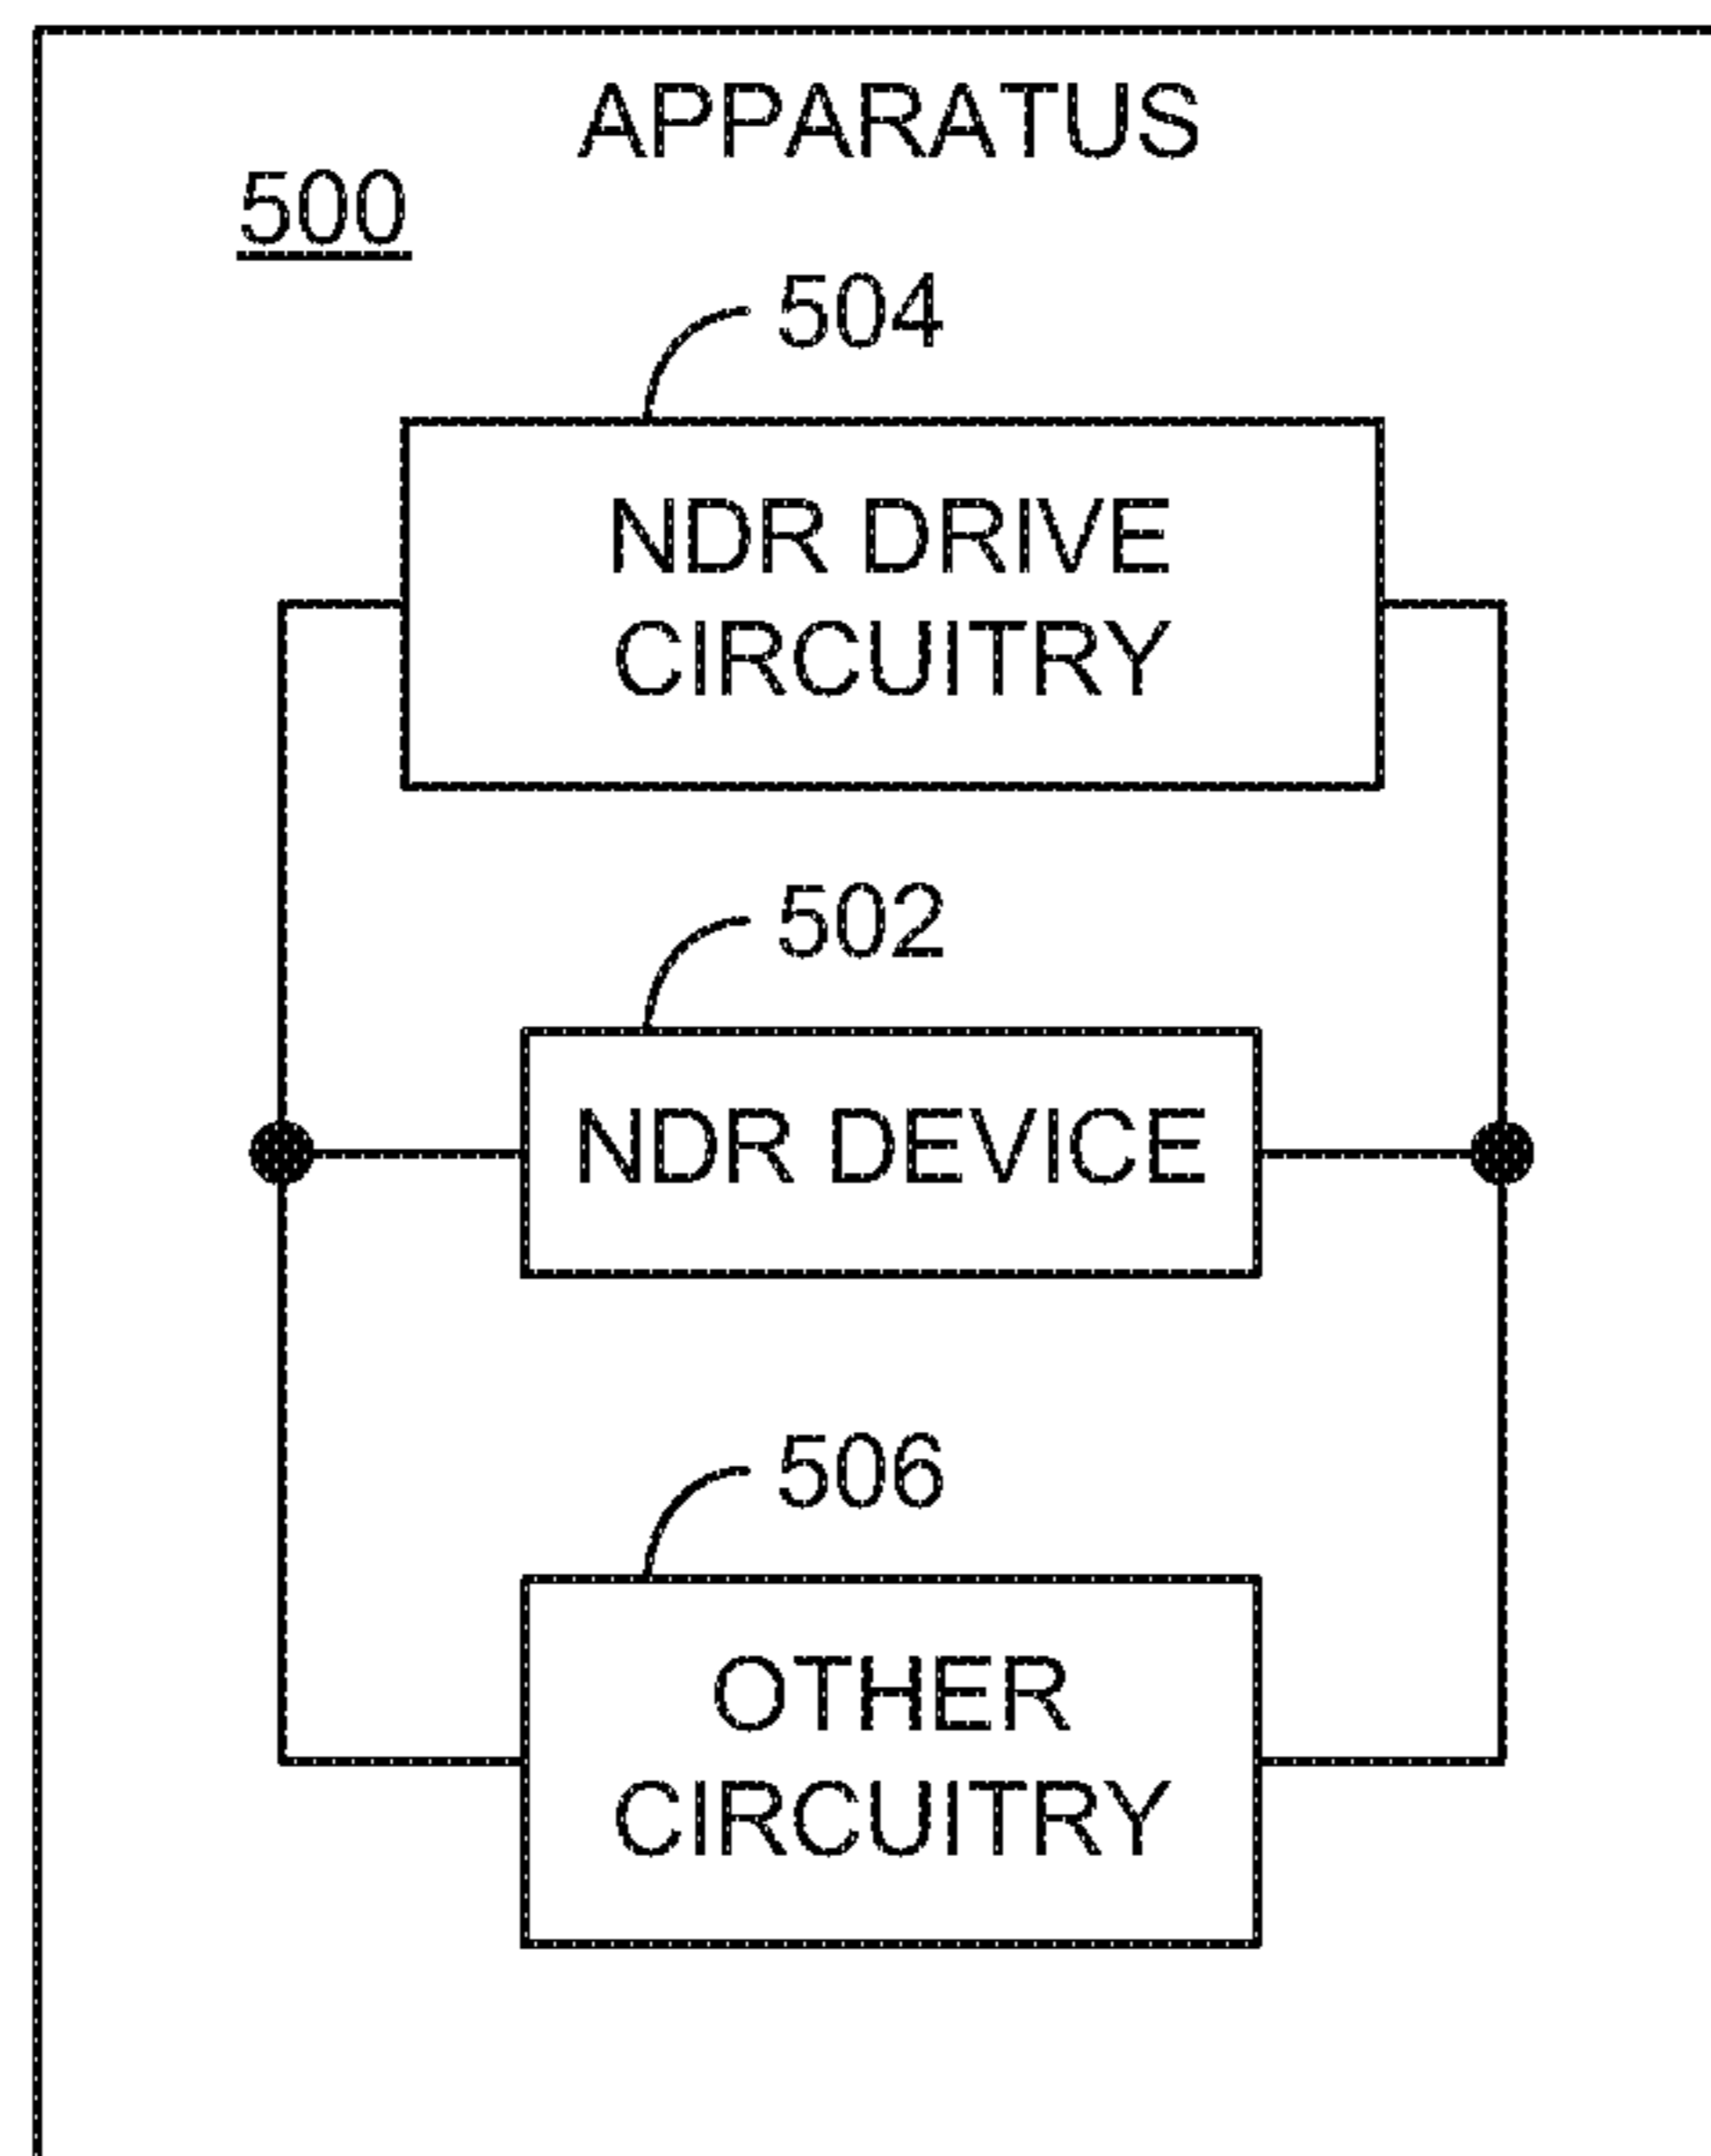 APPARATUS
500
504
NDR DRIVE
CIRCUITRY
502
NDR DEVICE
506
OTHER
CIRCUITRY